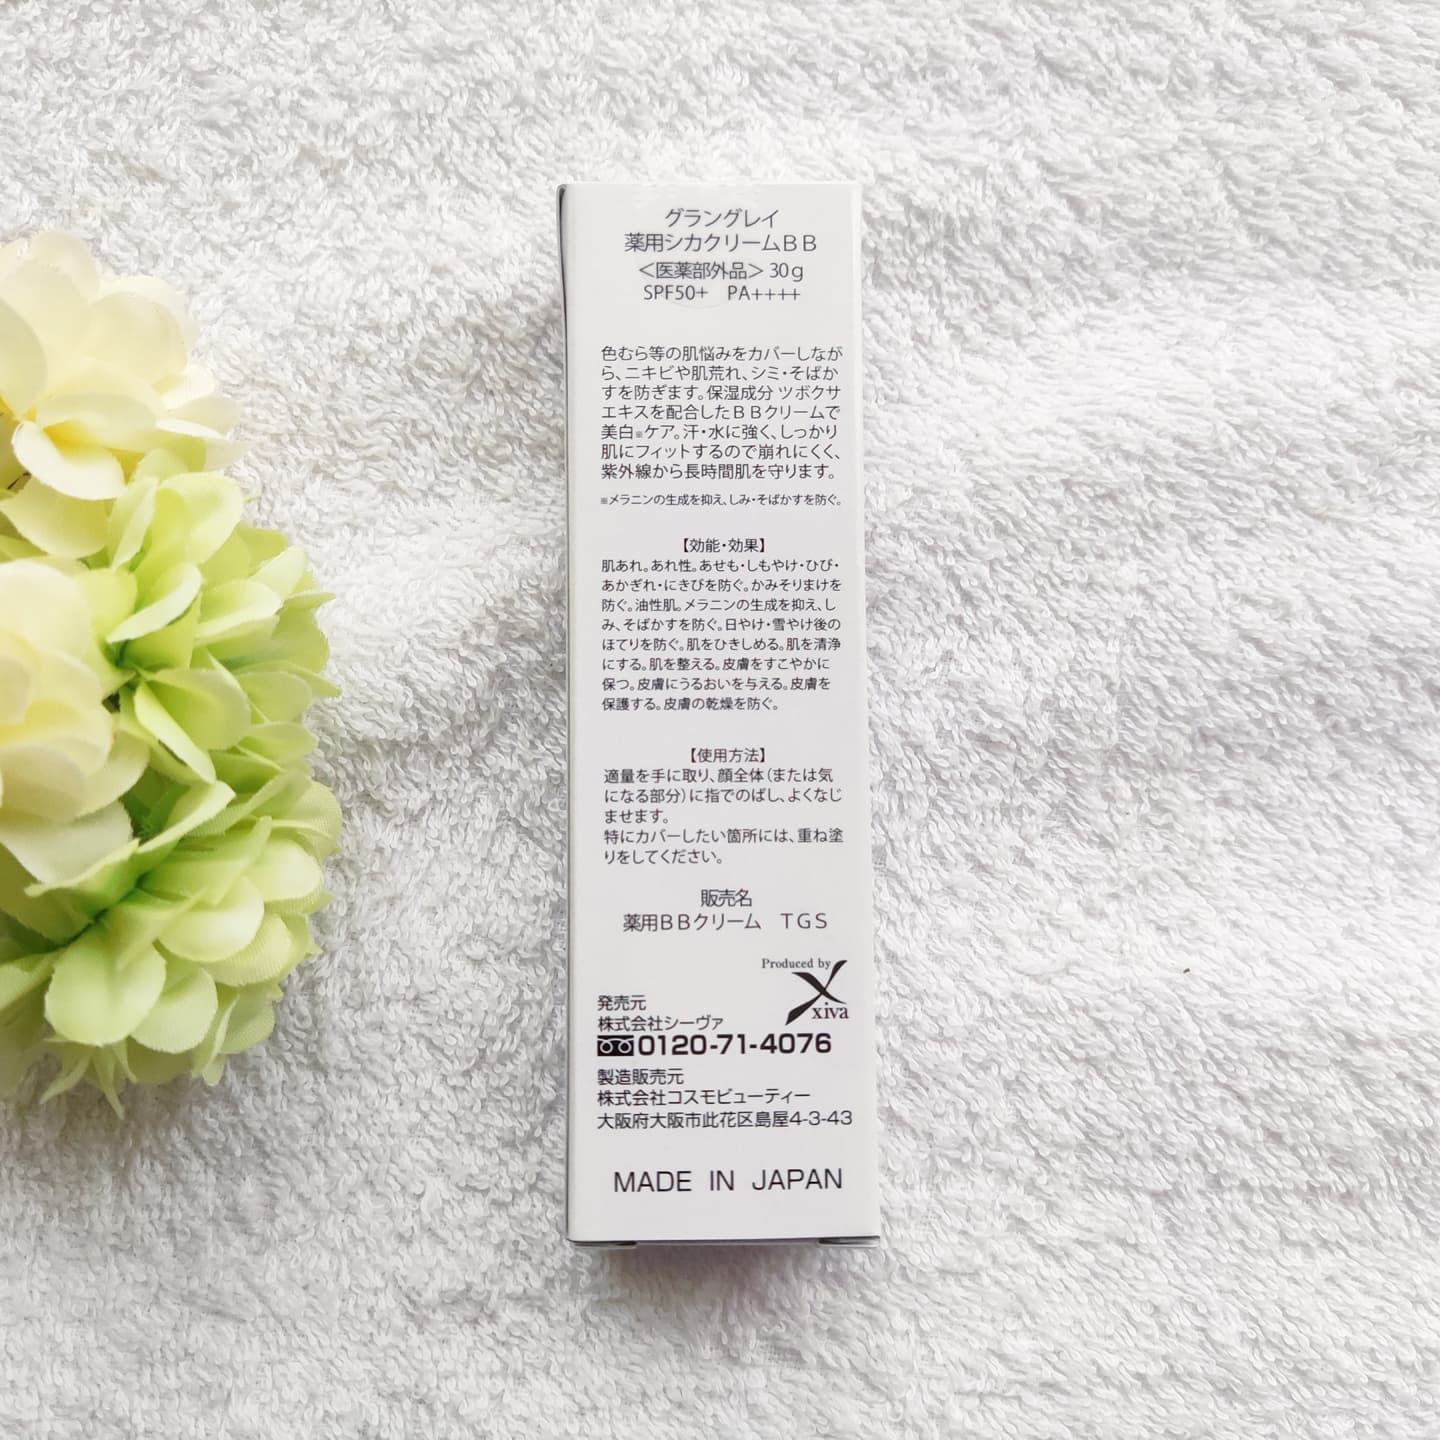 グラングレイ
薬用シカクリームＢＢ
＜医薬部外品＞30ｇ
SPF50+　PA++++
色むら等の肌悩みをカバーしなが
ら、ニキビや肌荒れ、シミ・そばか
すを防ぎます。保湿成分 ツボクサ
エキスを配合したＢＢクリームで
美白※ケア。汗・水に強く、しっかり
肌にフィットするので崩れにくく、
紫外線から長時間肌を守ります。
※メラニンの生成を抑え、しみ・そばかすを防ぐ。
【効能・効果】
肌あれ。あれ性。あせも・しもやけ・ひび・
あかぎれ・にきびを防ぐ。かみそりまけを
防ぐ。油性肌。メラニンの生成を抑え、し
み、そばかすを防ぐ。日やけ・雪やけ後の
ほてりを防ぐ。肌をひきしめる。肌を清浄
にする。肌を整える。皮膚をすこやかに
保つ。皮膚にうるおいを与える。皮膚を
保護する。皮膚の乾燥を防ぐ。
【使用方法】
適量を手に取り、顔全体（または気
になる部分）に指でのばし、よくなじ
ませます。
特にカバーしたい箇所には、重ね塗
りをしてください。
販売名
薬用ＢＢクリーム　ＴＧＳ
Produced by
xiva
発売元
株式会社シーヴァ
0120-71-4076
製造販売元
株式会社コスモビューティー
大阪府大阪市此花区島屋4-3-43
MADE IN JAPAN